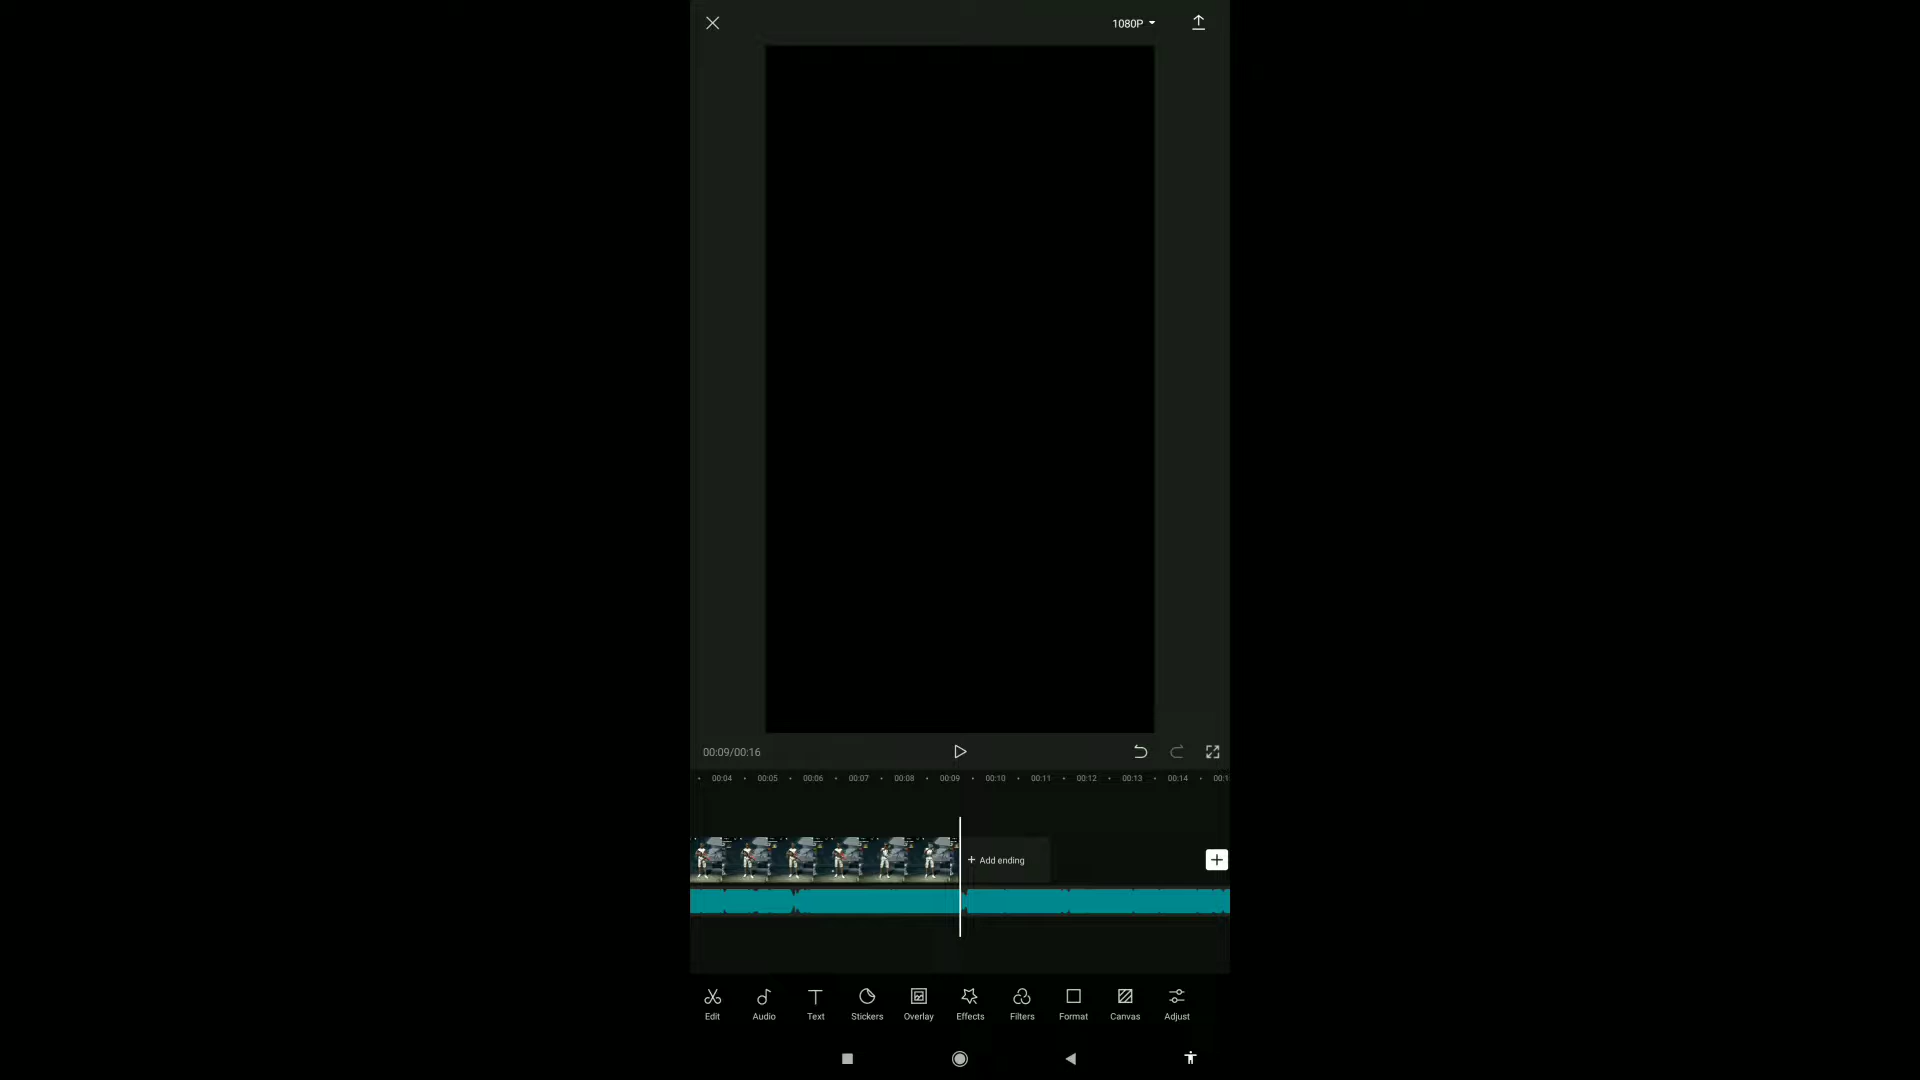 1080P
00:09/00:16
00:04 00:05 00:06 00:07 00:08 00:09 00:10 00:11 00:12 00:13 00:14 00:1
+ Add ending
Edit Audio Text Stickers Overlay Effects Filters Format Canvas Adjust